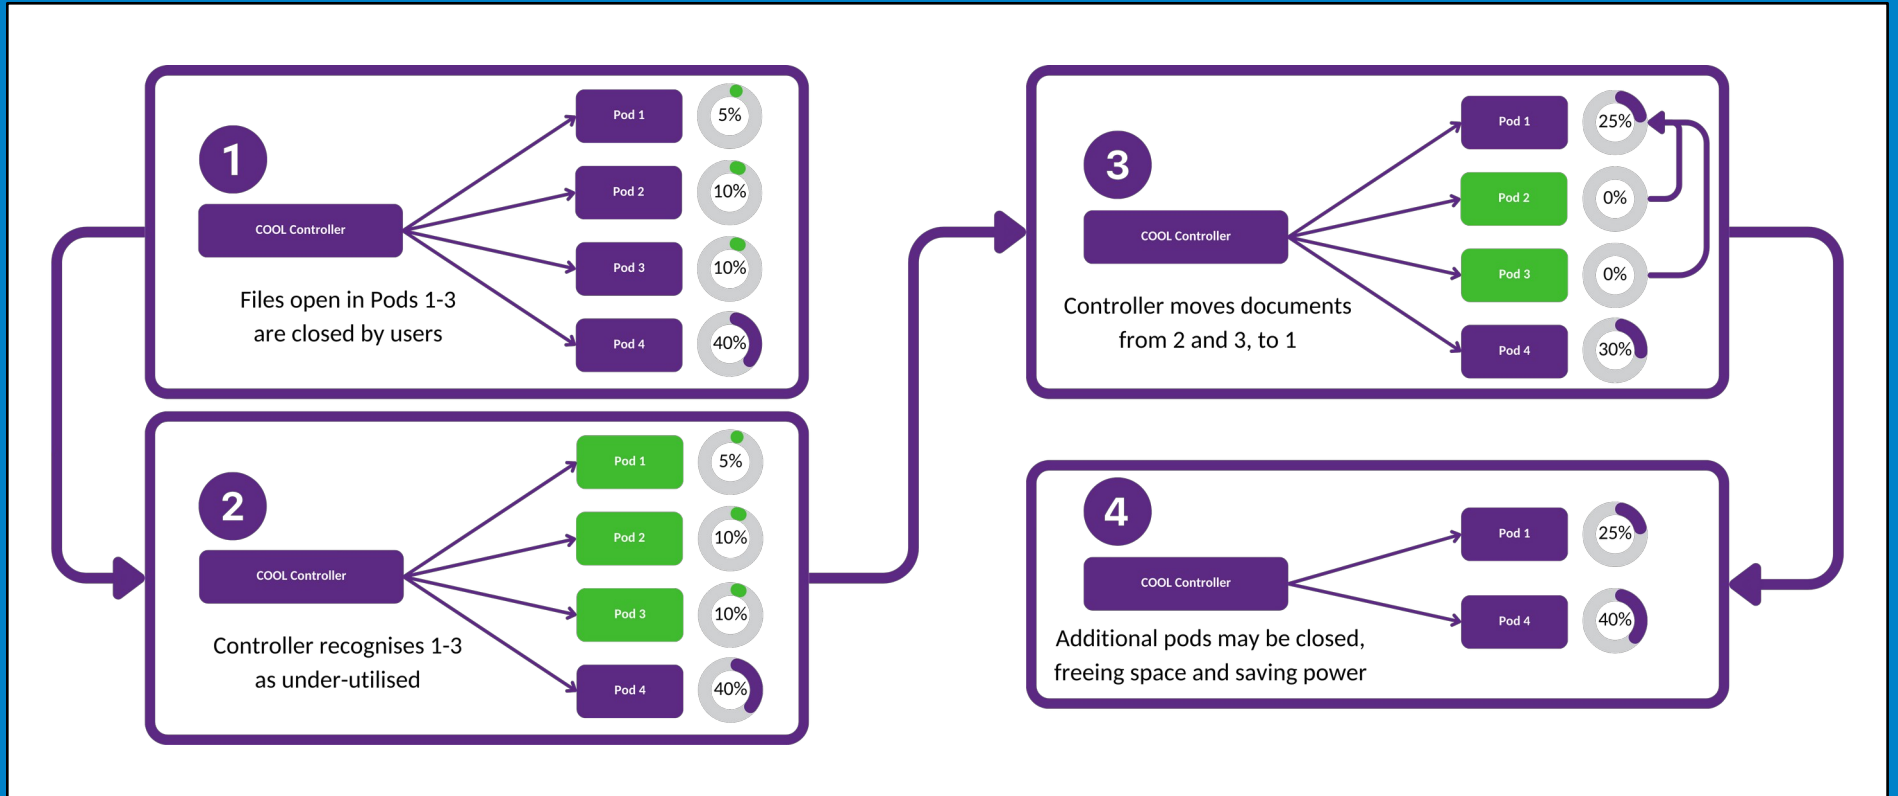 1
COOL Controller
Files open in Pods 1-3
are closed by users
Pod 1
5%
Pod 2
10%
Pod 3
10%
Pod 4
40%
2
COOL Controller
Controller recognises 1-3
as under-utilised
Pod 1
5%
Pod 2
10%
Pod 3
10%
Pod 4
40%
3
COOL Controller
Controller moves documents
from 2 and 3, to 1
Pod 1
25%
Pod 2
0%
Pod 3
0%
Pod 4
30%
4
COOL Controller
Additional pods may be closed,
freeing space and saving power
Pod 1
25%
Pod 4
40%